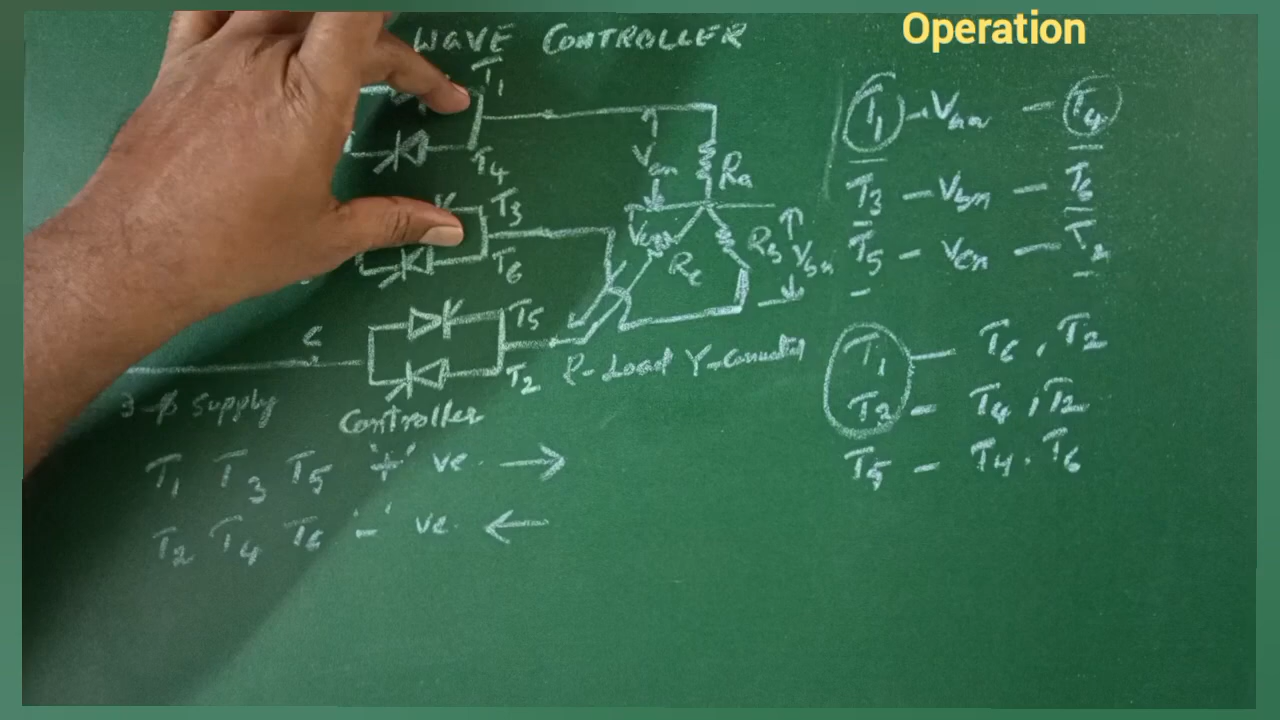 Operation
WAVE CONTROLLER
T1
T4
Van
Ra
T3
T6
Vcn
Rc
Rb
Vbn
C
T5
T2
3-φ Supply
Controller
R-Load Y-Connected
T1 T3 T5 '+' ve. →
T2 T4 T6 '-' ve. ←
T1 - Van - T4
T3 - Vbn - T6
T5 - Vcn - T2
T1 - T6, T2
T3 - T4, T2
T5 - T4, T6